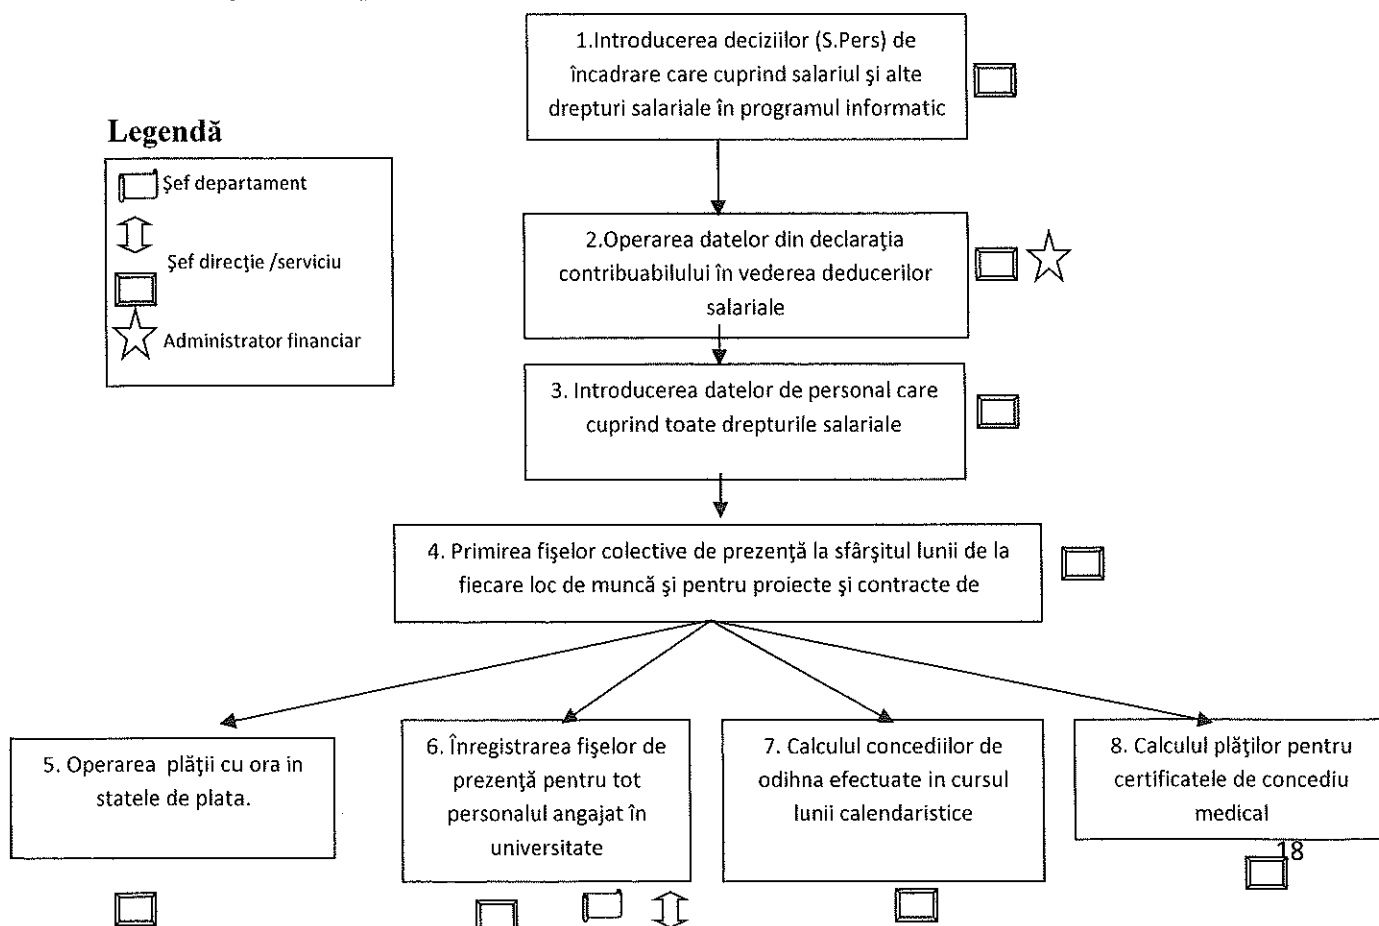 1.Introducerea deciziilor (S.Pers) de
încadrare care cuprind salariul şi alte
drepturi salariale în programul informatic
Legendă
Şef departament
Şef direcţie /serviciu
Administrator financiar
2.Operarea datelor din declaraţia
contribuabilului în vederea deducerilor
salariale
3. Introducerea datelor de personal care
cuprind toate drepturile salariale
4. Primirea fişelor colective de prezenţă la sfârşitul lunii de la
fiecare loc de muncă şi pentru proiecte şi contracte de
5. Operarea plăţii cu ora in
statele de plata.
6. Înregistrarea fişelor de
prezenţă pentru tot
personalul angajat în
universitate
7. Calculul concediilor de
odihna efectuate in cursul
lunii calendaristice
8. Calculul plăţilor pentru
certificatele de concediu
medical
18